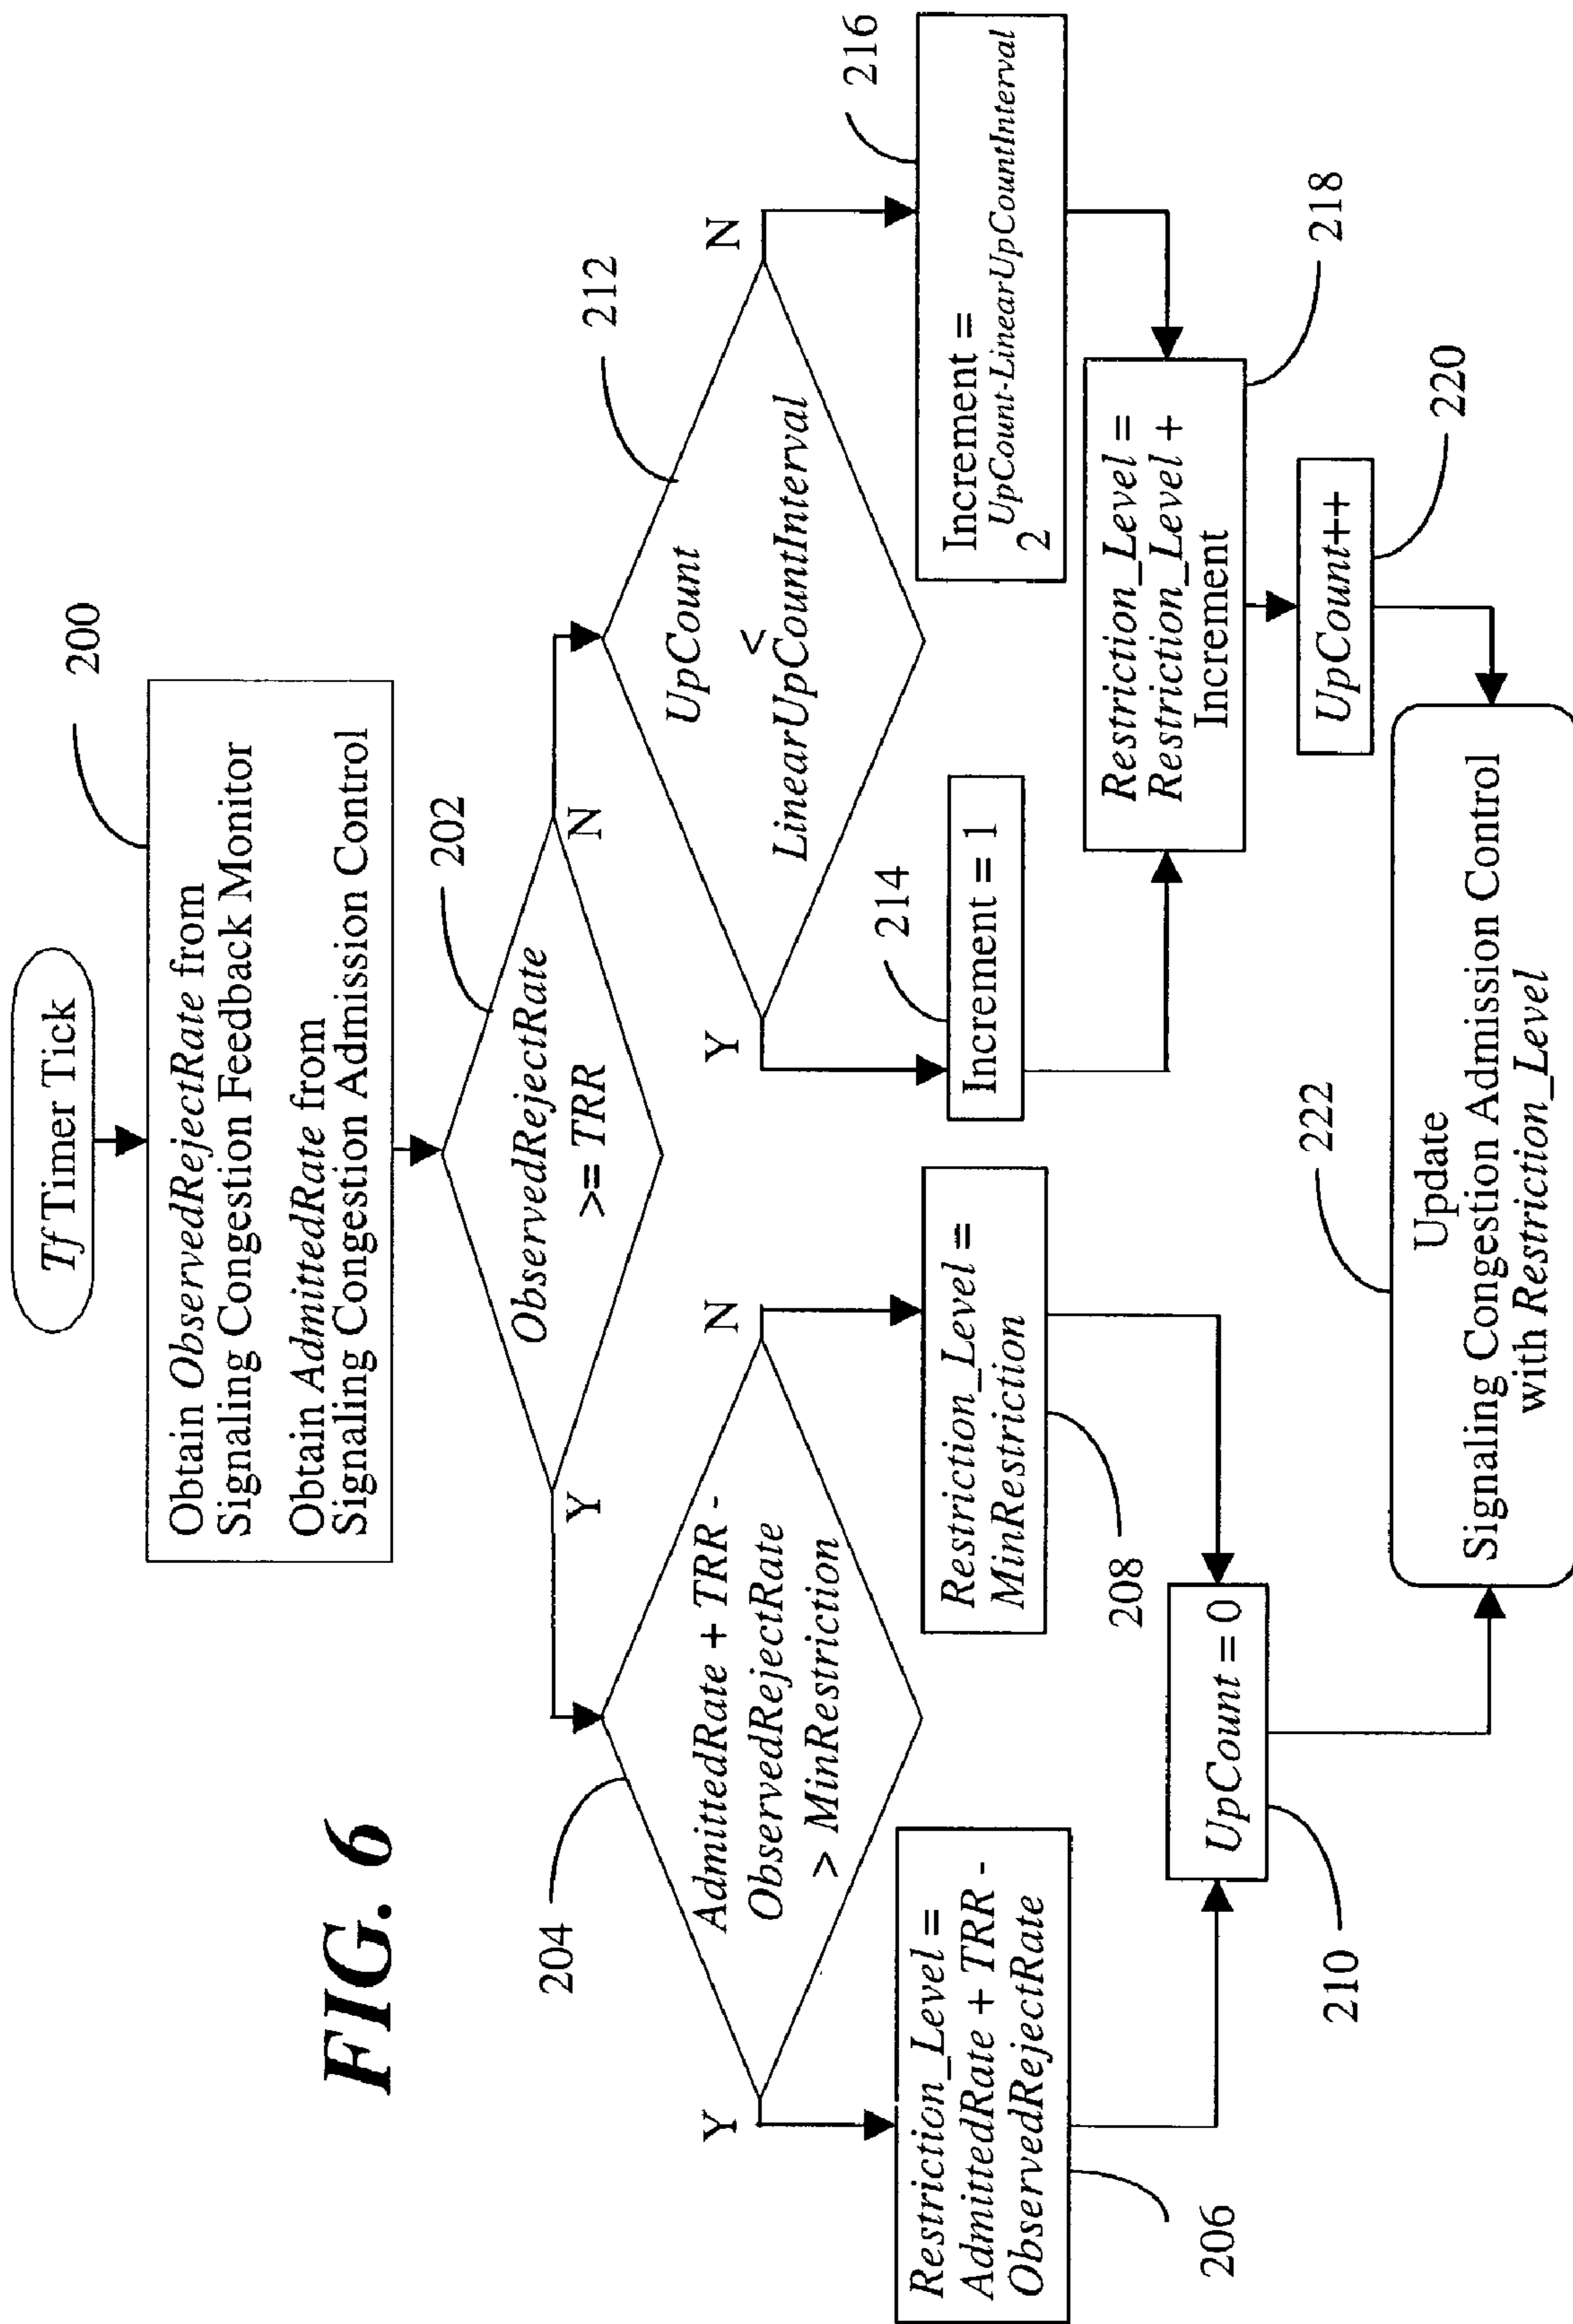 FIG. 6
Tf Timer Tick
200
Obtain ObservedRejectRate from
Signaling Congestion Feedback Monitor
Obtain AdmittedRate from
Signaling Congestion Admission Control
202
ObservedRejectRate
>= TRR
Y
N
204
AdmittedRate + TRR -
ObservedRejectRate
> MinRestriction
Y
N
212
UpCount
<
LinearUpCountInterval
Y
N
206
Restriction_Level =
AdmittedRate + TRR -
ObservedRejectRate
208
Restriction_Level =
MinRestriction
214
Increment = 1
216
Increment =
UpCount-LinearUpCountInterval
2
210
UpCount = 0
218
Restriction_Level =
Restriction_Level +
Increment
220
UpCount++
222
Update
Signaling Congestion Admission Control
with Restriction_Level